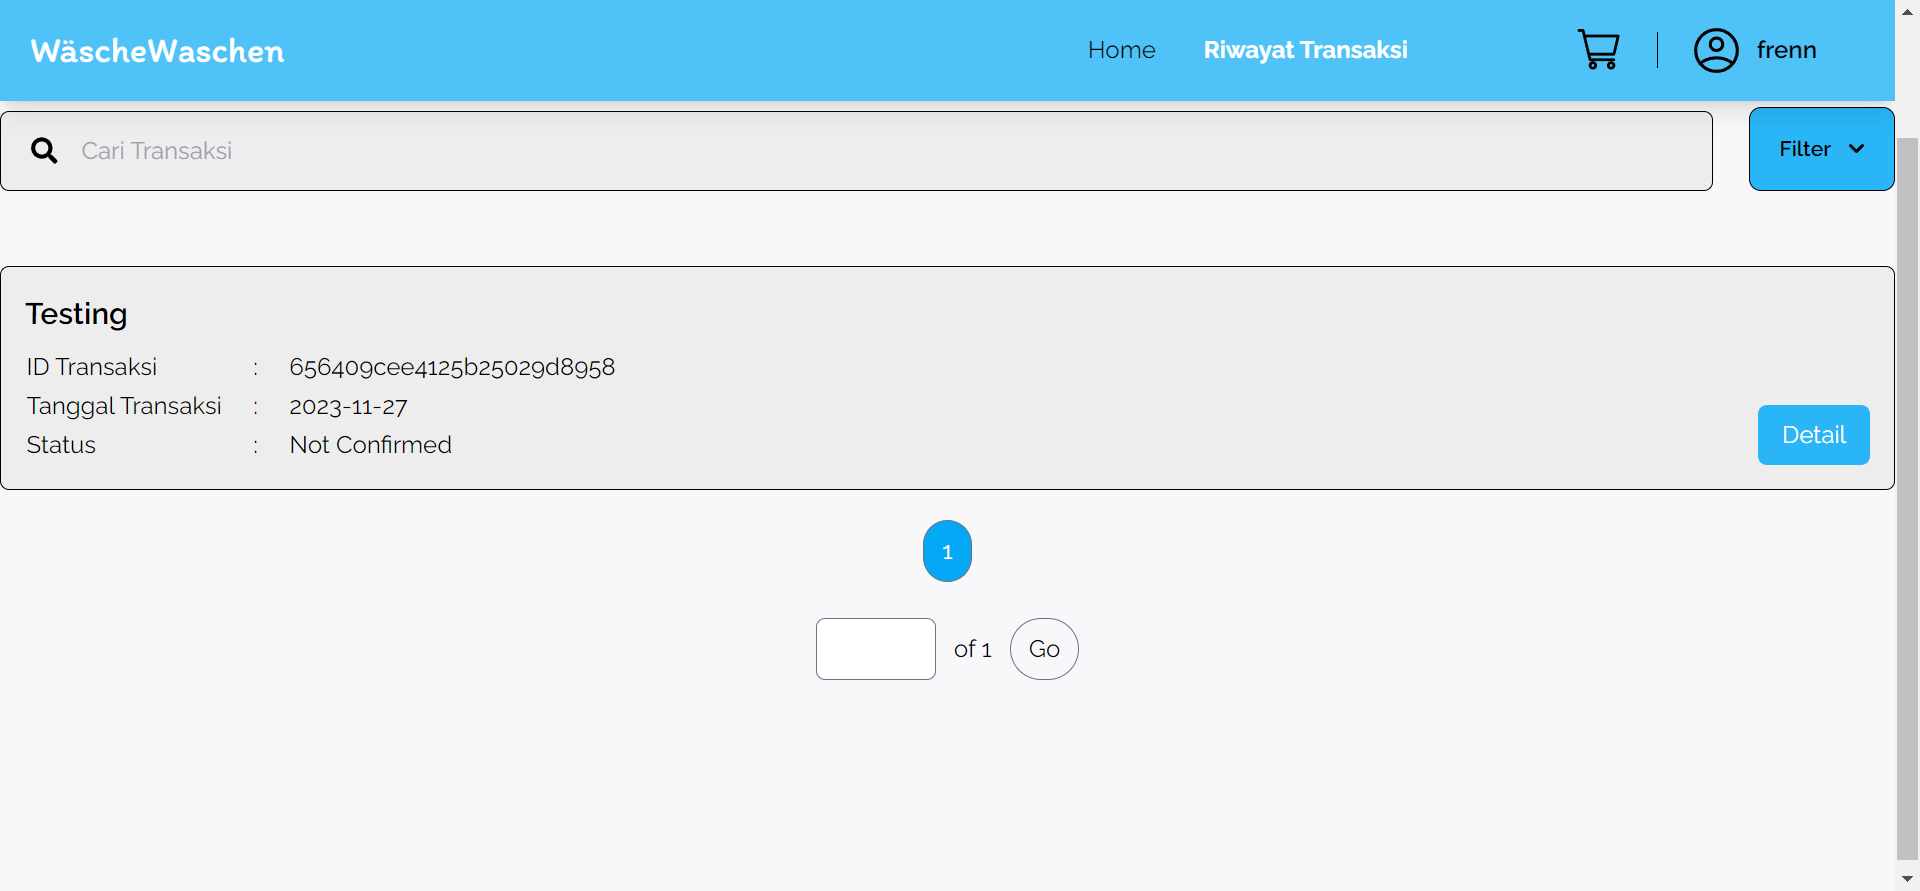 WäscheWaschen Home Riwayat Transaksi frenn
Cari Transaksi Filter
Testing
ID Transaksi : 656409cee4125b25029d8958
Tanggal Transaksi : 2023-11-27
Status : Not Confirmed
Detail
1
of 1 Go